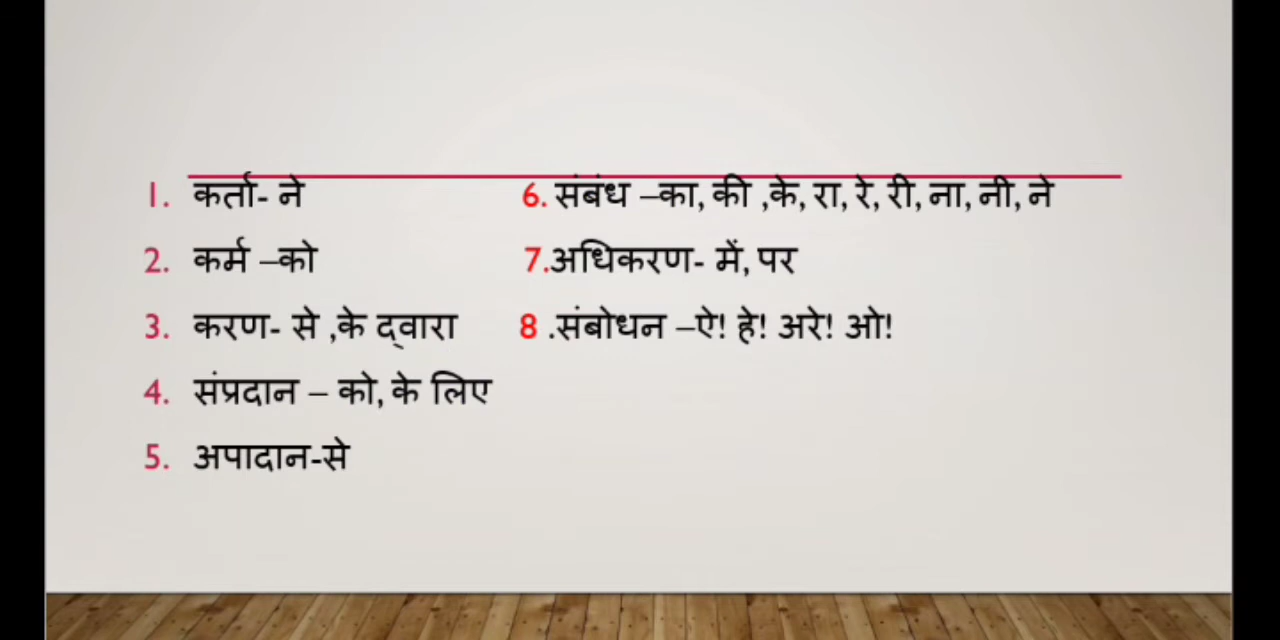 1. कर्ता- ने
2. कर्म –को
3. करण- से ,के द्वारा
4. संप्रदान – को, के लिए
5. अपादान-से
6. संबंध –का, की ,के, रा, रे, री, ना, नी, ने
7.अधिकरण- में, पर
8 .संबोधन –ऐ! हे! अरे! ओ!